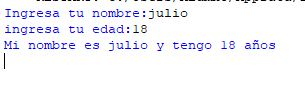 Ingresa tu nombre:julio
ingresa tu edad:18
Mi nombre es julio y tengo 18 años